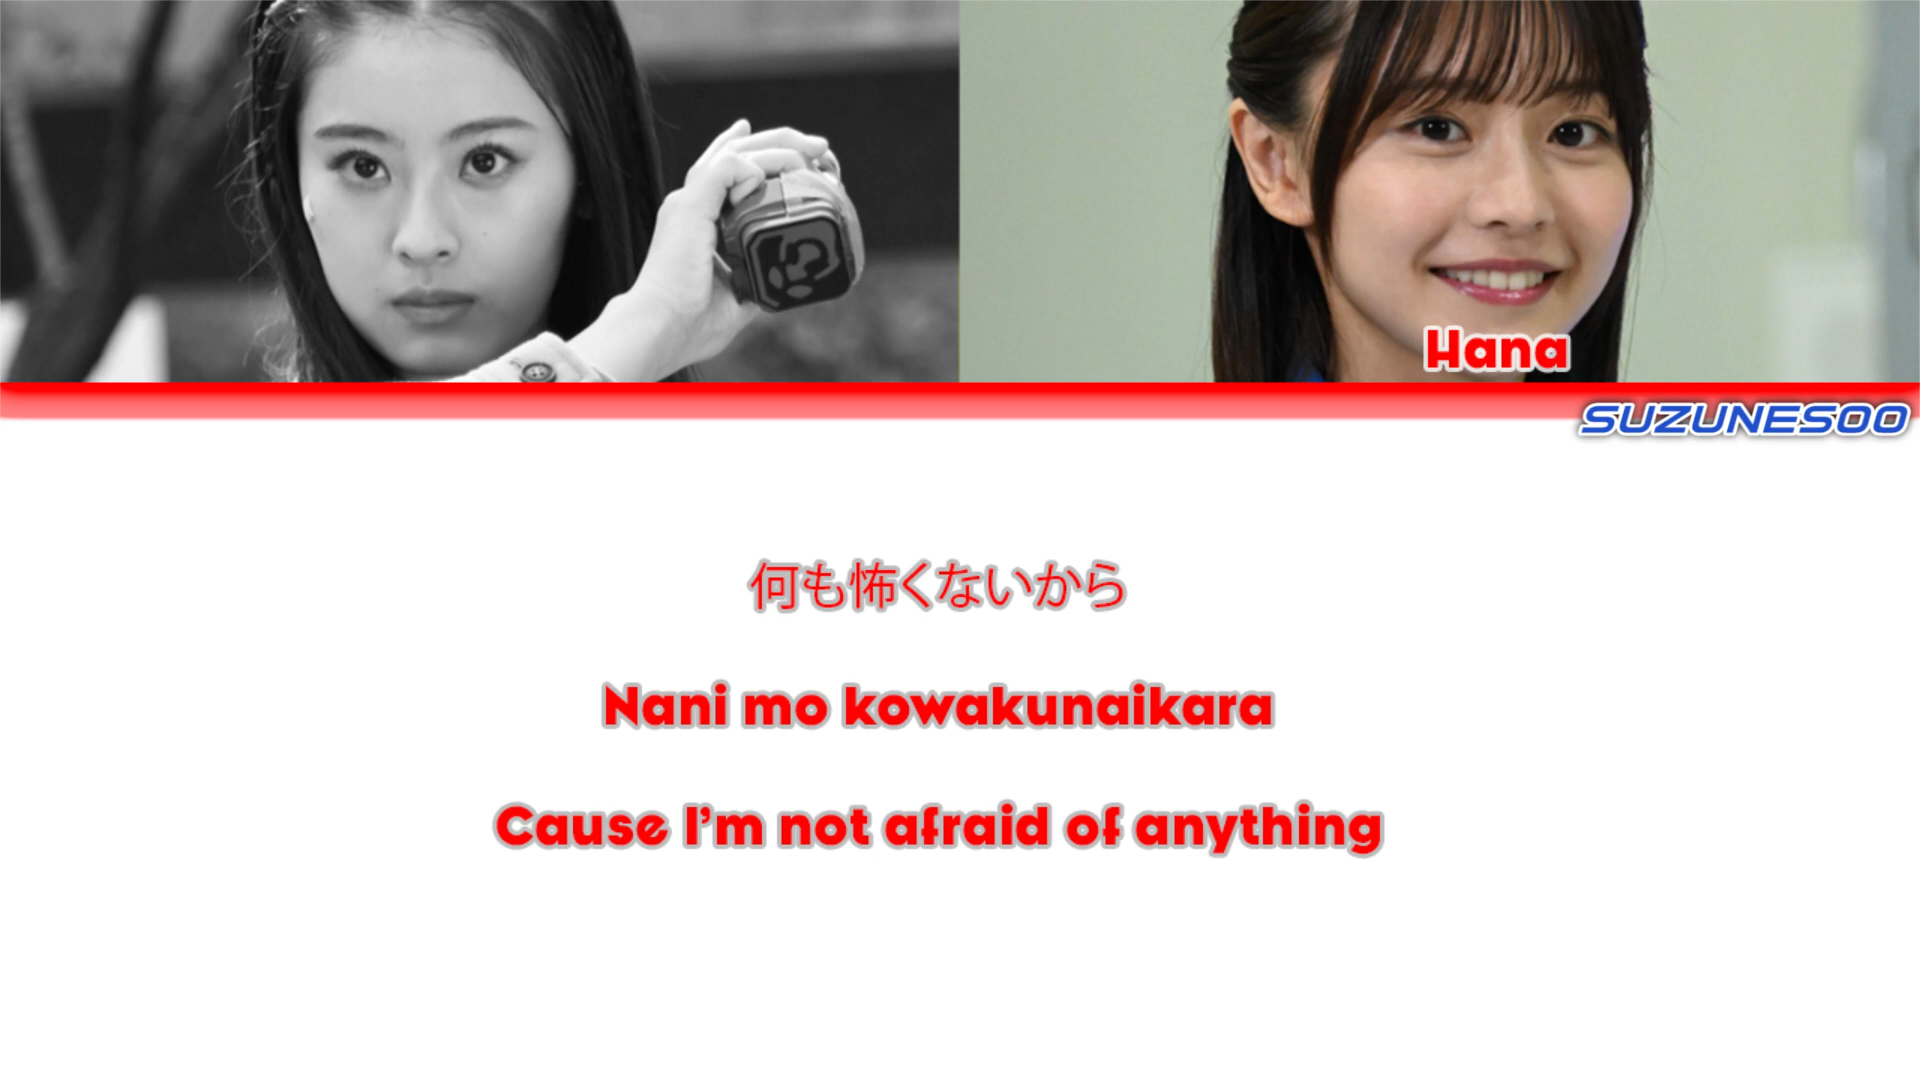 Hana
SUZUNESOO
何も怖くないから
Nani mo kowakunaikara
Cause I'm not afraid of anything